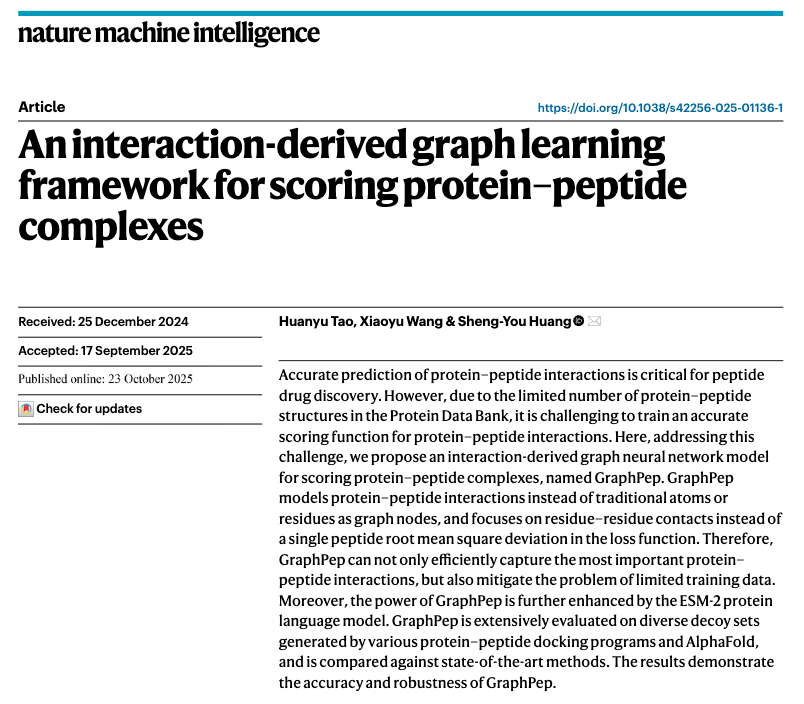 nature machine intelligence
Article
https://doi.org/10.1038/s42256-025-01136-1
An interaction-derived graph learning
framework for scoring protein–peptide
complexes
Received: 25 December 2024
Accepted: 17 September 2025
Published online: 23 October 2025
Check for updates
Huanyu Tao, Xiaoyu Wang & Sheng-You Huang
Accurate prediction of protein–peptide interactions is critical for peptide
drug discovery. However, due to the limited number of protein–peptide
structures in the Protein Data Bank, it is challenging to train an accurate
scoring function for protein–peptide interactions. Here, addressing this
challenge, we propose an interaction-derived graph neural network model
for scoring protein–peptide complexes, named GraphPep. GraphPep
models protein–peptide interactions instead of traditional atoms or
residues as graph nodes, and focuses on residue–residue contacts instead of
a single peptide root mean square deviation in the loss function. Therefore,
GraphPep can not only efficiently capture the most important protein–
peptide interactions, but also mitigate the problem of limited training data.
Moreover, the power of GraphPep is further enhanced by the ESM-2 protein
language model. GraphPep is extensively evaluated on diverse decoy sets
generated by various protein–peptide docking programs and AlphaFold,
and is compared against state-of-the-art methods. The results demonstrate
the accuracy and robustness of GraphPep.